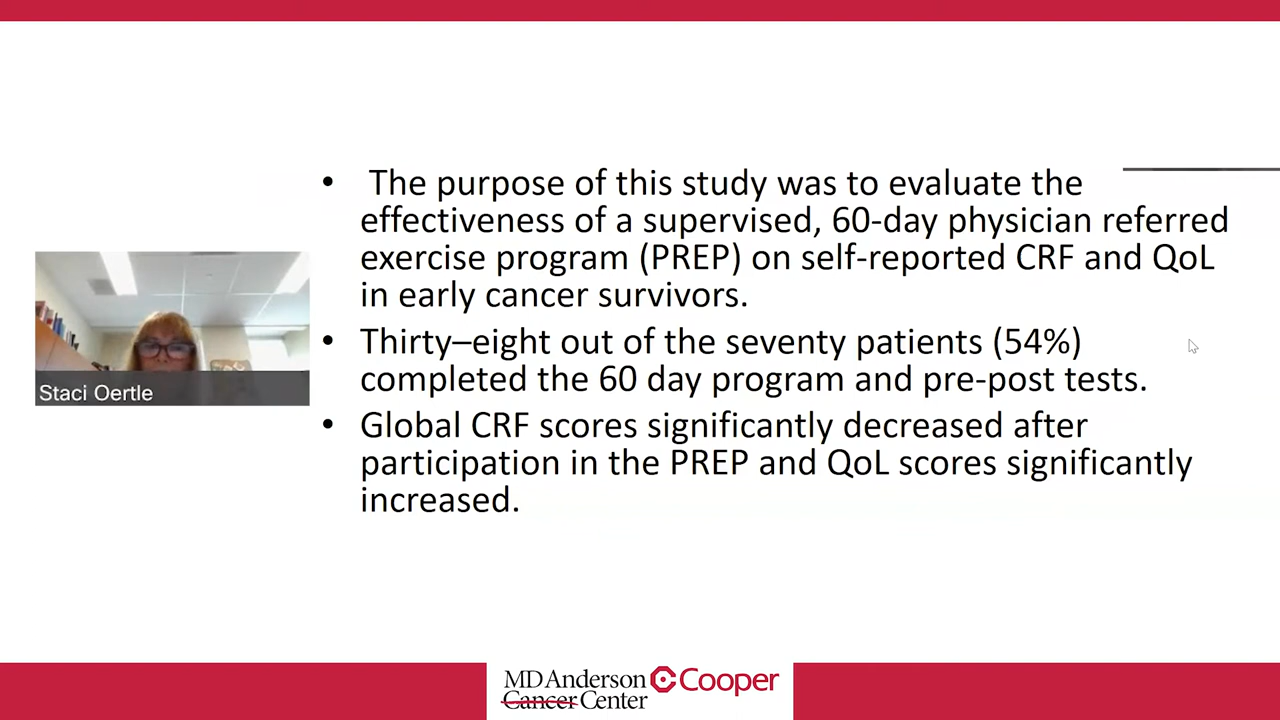 • The purpose of this study was to evaluate the
effectiveness of a supervised, 60-day physician referred
exercise program (PREP) on self-reported CRF and QoL
in early cancer survivors.
• Thirty–eight out of the seventy patients (54%)
completed the 60 day program and pre-post tests.
• Global CRF scores significantly decreased after
participation in the PREP and QoL scores significantly
increased.
Staci Oertle
MD Anderson
Cancer Center
Cooper